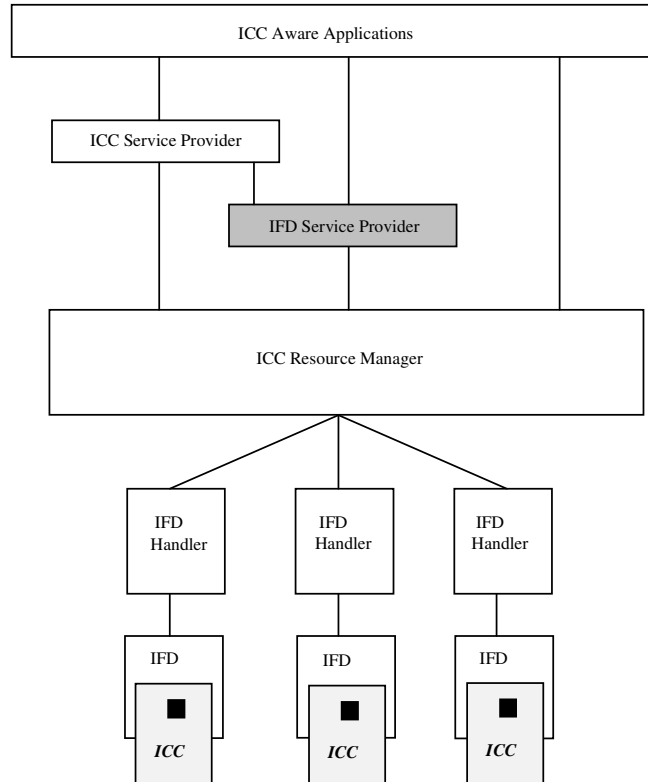 ICC Aware Applications
ICC Service Provider
IFD Service Provider
ICC Resource Manager
IFD
Handler
IFD
Handler
IFD
Handler
IFD
IFD
IFD
ICC
ICC
ICC